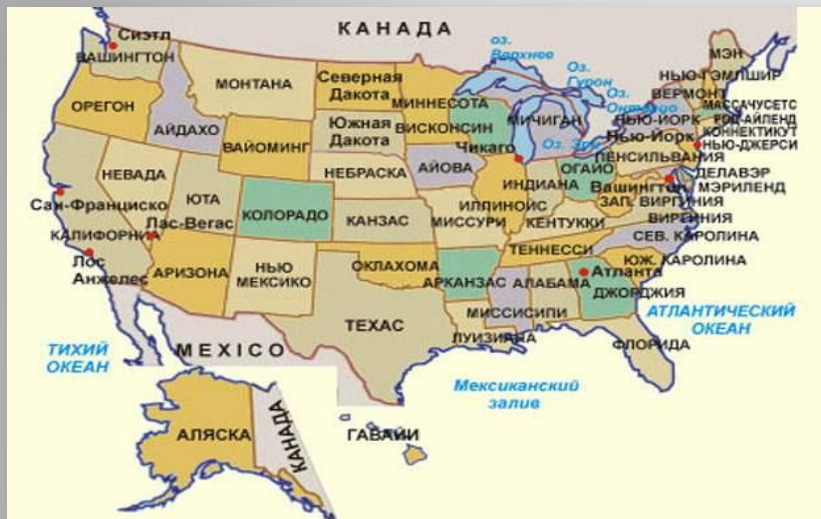 КАНАДА
Сиэтл
ВАШИНГТОН
МОНТАНА
Северная
Дакота
МИННЕСОТА
оз.
Верхнее
Оз.
Гурон
Оз.
Онтарио
МЭН
НЬЮ-ГЭМПШИР
ВЕРМОНТ
МАССАЧУСЕТС
ОРЕГОН
АЙДАХО
ВАЙОМИНГ
Южная
Дакота
ВИСКОНСИН
МИЧИГАН
НЬЮ-ЙОРК
РОД-АЙЛЕНД
Нью-Йорк
КОННЕКТИКУТ
НЬЮ-ДЖЕРСИ
Чикаго
Оз. Эри
ПЕНСИЛЬВАНИЯ
НЕВАДА
ЮТА
НЕБРАСКА
АЙОВА
ИНДИАНА
ОГАЙО
ДЕЛАВЭР
Вашингтон
МЭРИЛЕНД
Сан-Франциско
Лас-Вегас
КОЛОРАДО
КАНЗАС
ИЛЛИНОЙС
МИССУРИ
КЕНТУККИ
ЗАП. ВИРГИНИЯ
ВИРГИНИЯ
КАЛИФОРНИЯ
ТЕННЕССИ
СЕВ. КАРОЛИНА
Лос
Анжелес
АРИЗОНА
НЬЮ
МЕКСИКО
ОКЛАХОМА
АРКАНЗАС
АЛАБАМА
Атланта
ЮЖ. КАРОЛИНА
ДЖОРДЖИЯ
МИССИСИПИ
ТЕХАС
ЛУИЗИАНА
АТЛАНТИЧЕСКИЙ
ОКЕАН
ФЛОРИДА
ТИХИЙ
ОКЕАН
MEXICO
Мексиканский
залив
АЛЯСКА
КАНАДА
ГАВАЙИ